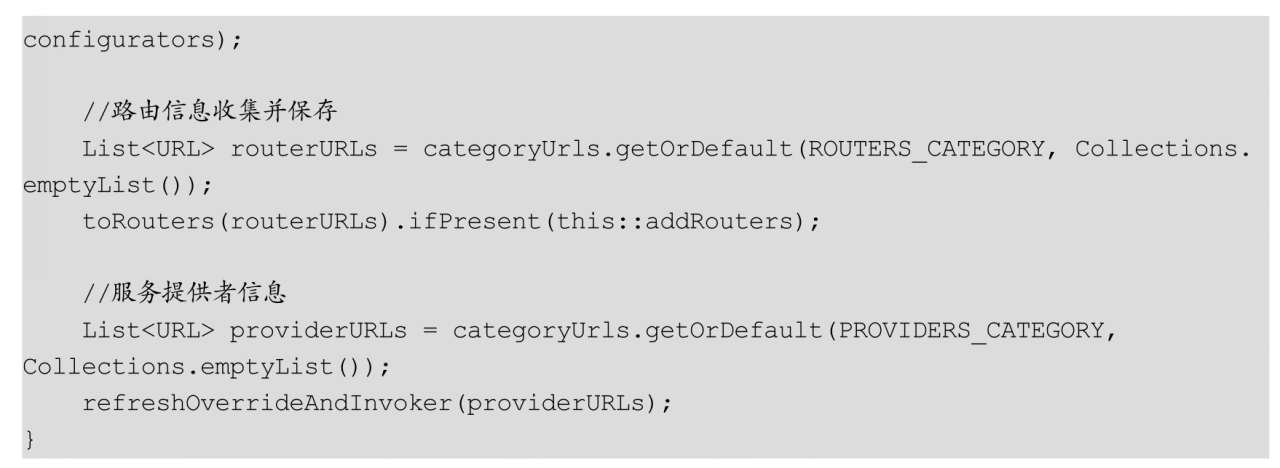 configurators);
//路由信息收集并保存
List<URL> routerURLs = categoryUrls.getOrDefault(ROUTERS_CATEGORY, Collections.
emptyList());
toRouters(routerURLs).ifPresent(this::addRouters);
//服务提供者信息
List<URL> providerURLs = categoryUrls.getOrDefault(PROVIDERS_CATEGORY,
Collections.emptyList());
refreshOverrideAndInvoker(providerURLs);
}